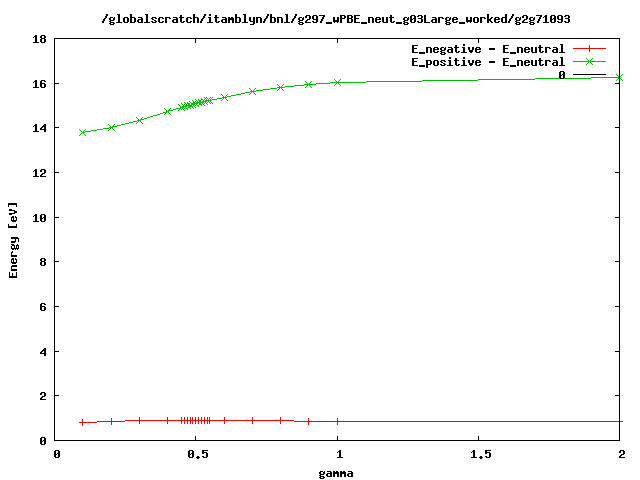 /globalscratch/itamblyn/bnl/g297_wPBE_neut_g03Large_worked/g2g71093
E_negative - E_neutral
E_positive - E_neutral
0
18
16
14
12
10
8
6
4
2
0
Energy [eV]
0 0.5 1 1.5 2
gamma